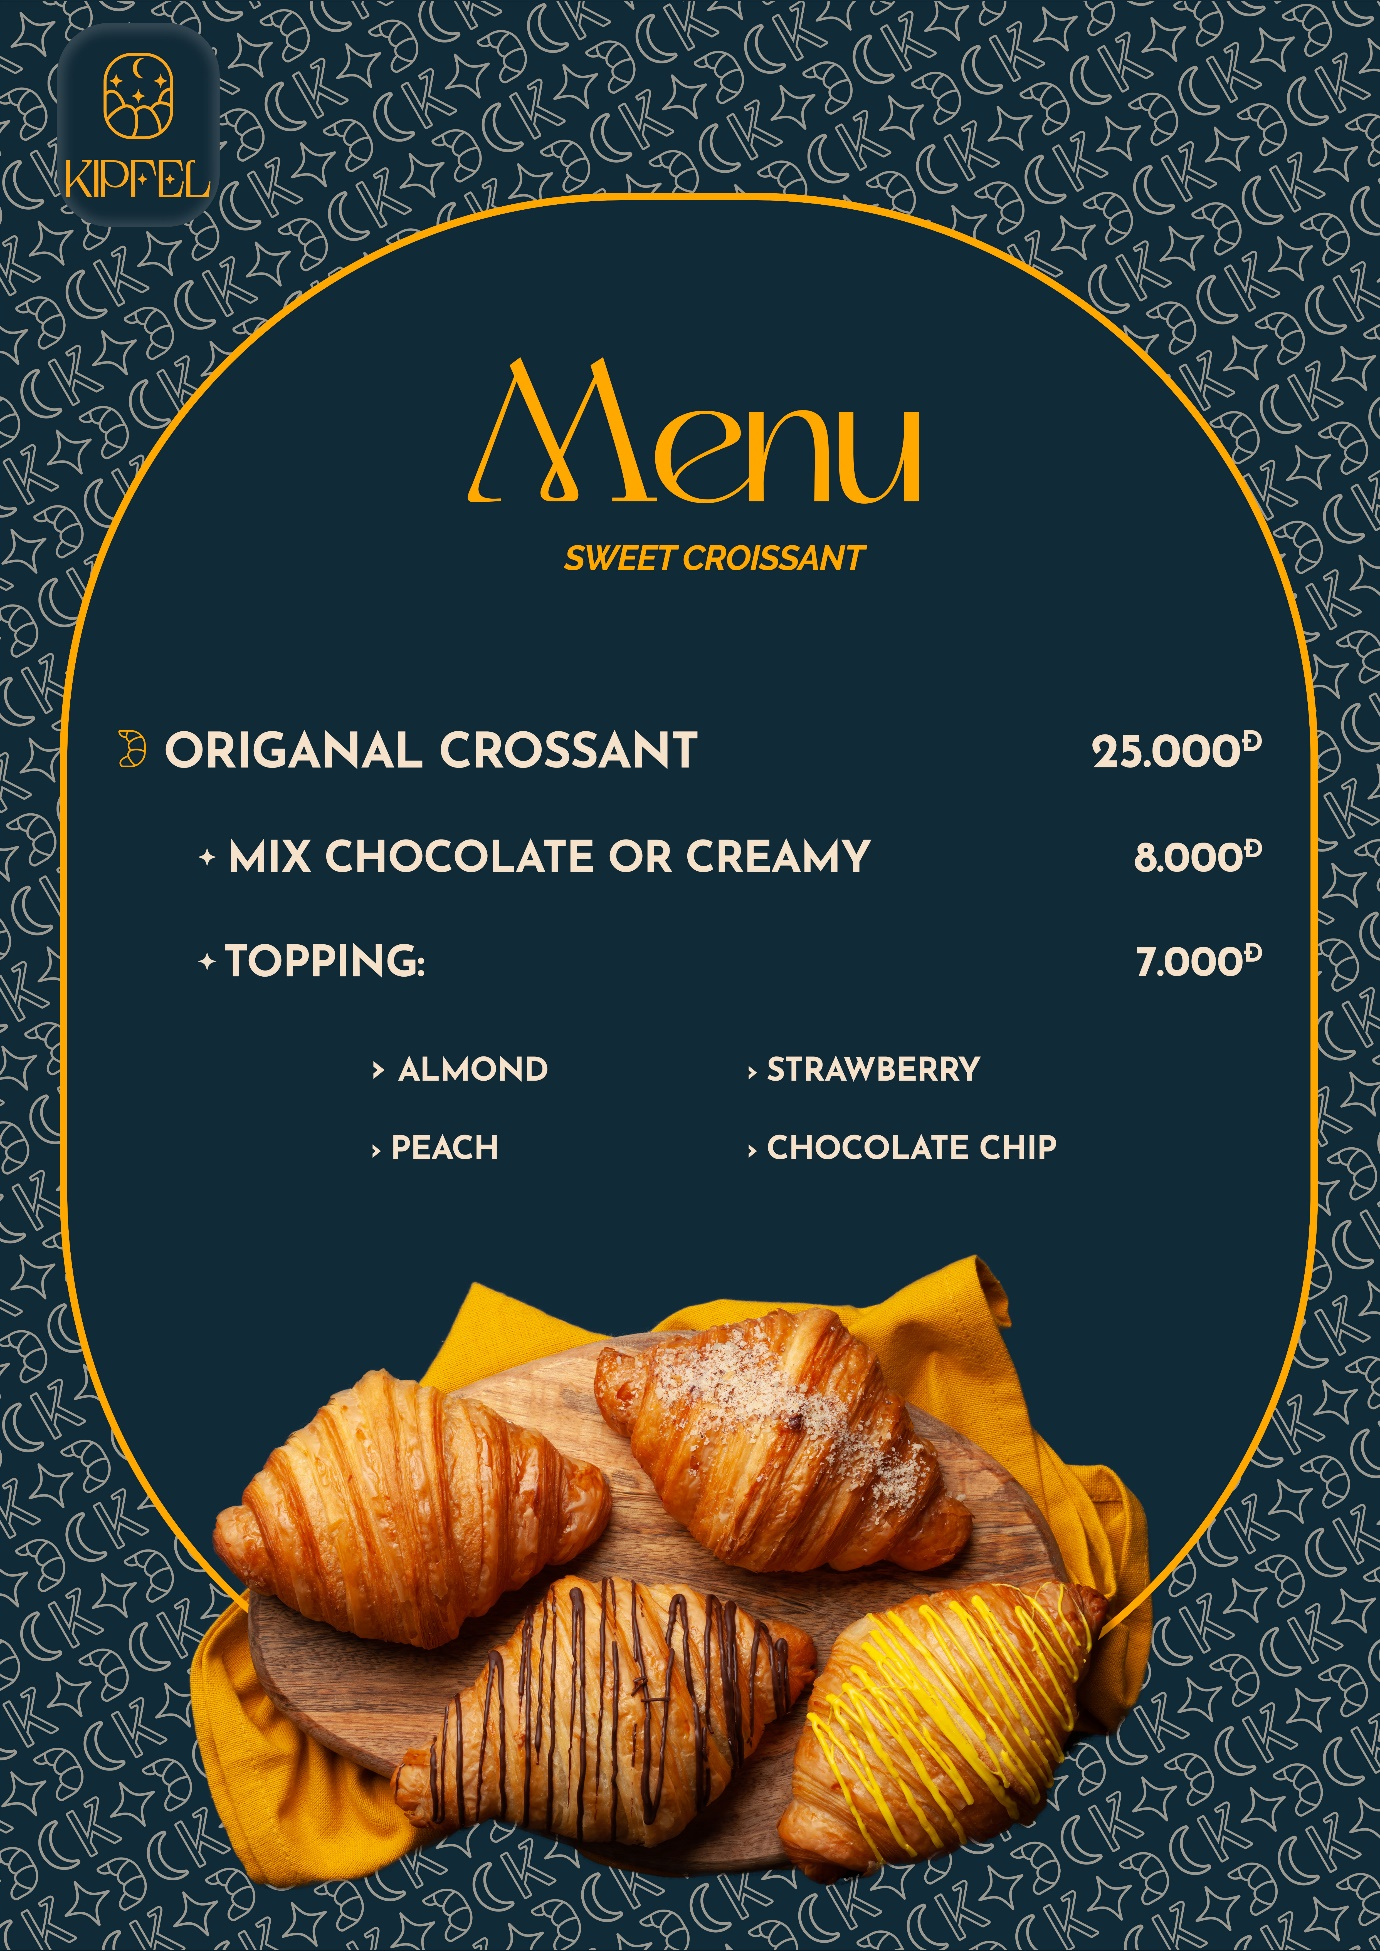 KIPFEL
Menu
SWEET CROISSANT
ORIGANAL CROSSANT 25.000Đ
MIX CHOCOLATE OR CREAMY 8.000Đ
TOPPING: 7.000Đ
› ALMOND › STRAWBERRY
› PEACH › CHOCOLATE CHIP